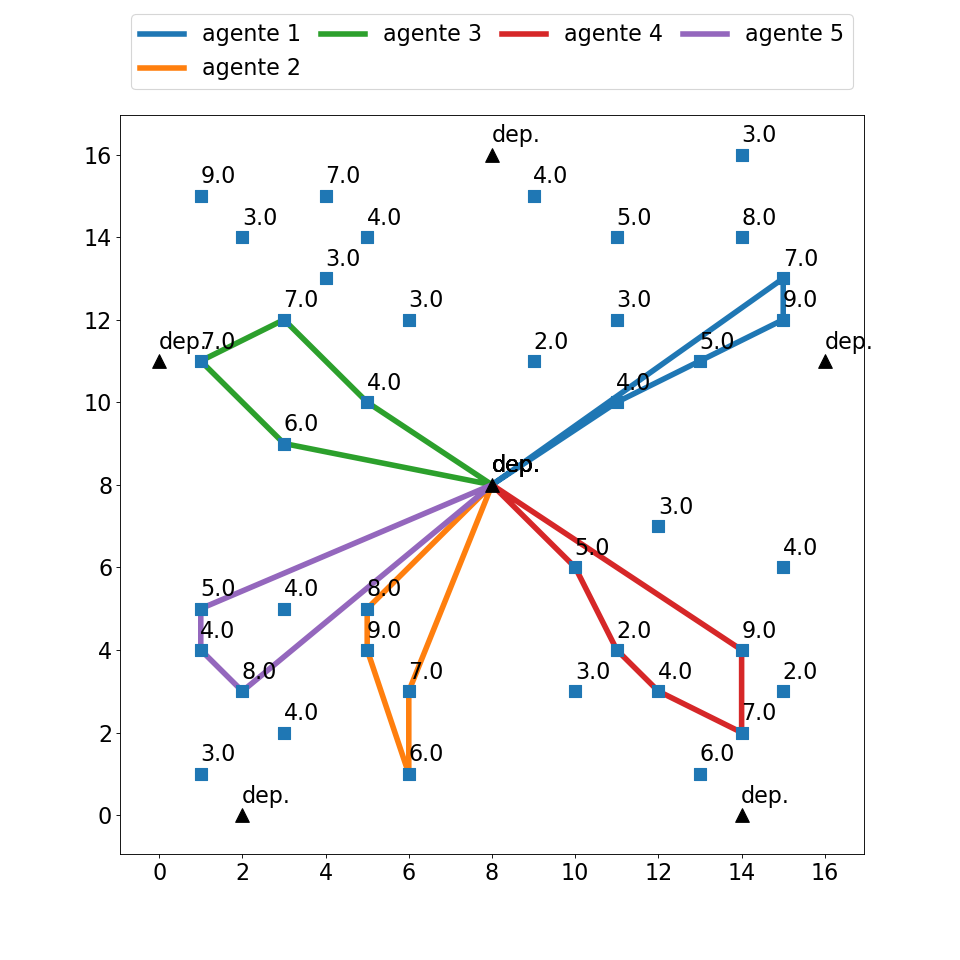 agente 1 agente 3 agente 4 agente 5
agente 2
dep. 3.0
16
9.0 7.0 4.0
3.0 4.0 5.0 8.0
14
3.0 7.0
7.0 3.0 3.0 9.0
12
dep. 7.0 2.0 5.0 dep.
4.0 4.0
10
6.0
dep. dep.
8
3.0
5.0 4.0
6
5.0 4.0 8.0
4.0 9.0 2.0 9.0
4
8.0 7.0 3.0 4.0 2.0
4.0 7.0
2
3.0 6.0 6.0
dep. dep.
0
0 2 4 6 8 10 12 14 16